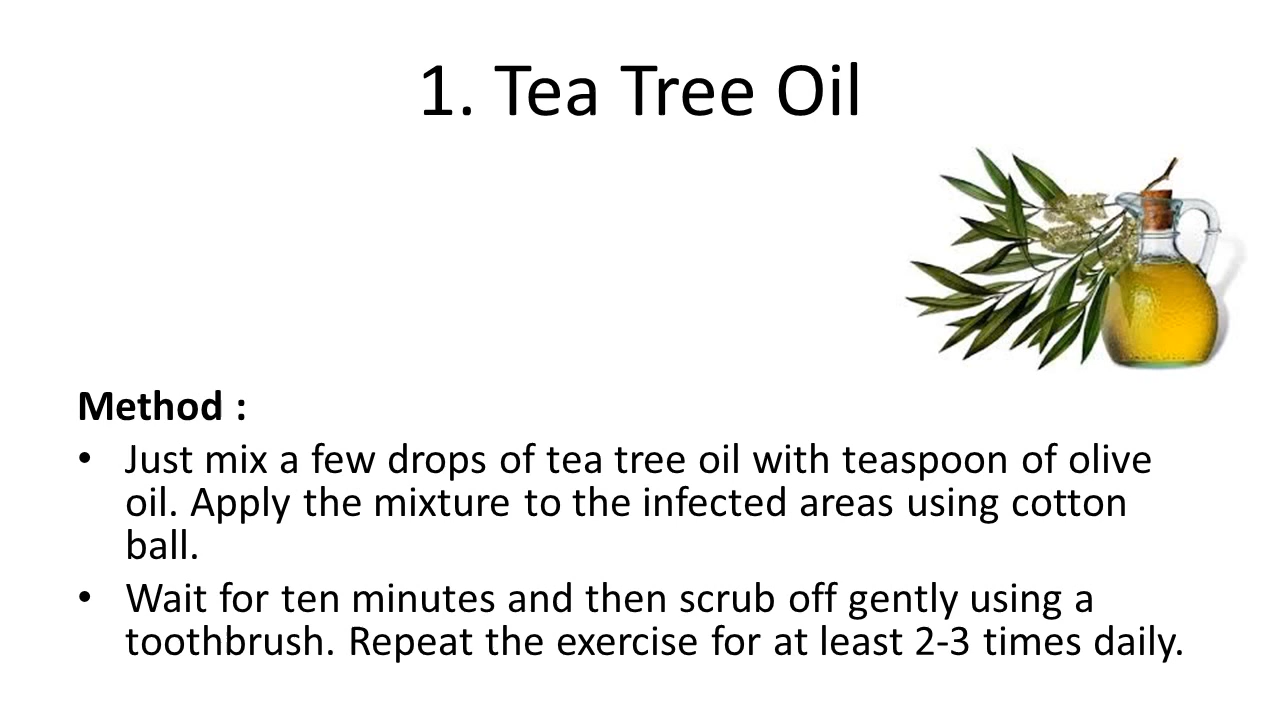 1. Tea Tree Oil
Method :
• Just mix a few drops of tea tree oil with teaspoon of olive
oil. Apply the mixture to the infected areas using cotton
ball.
• Wait for ten minutes and then scrub off gently using a
toothbrush. Repeat the exercise for at least 2-3 times daily.